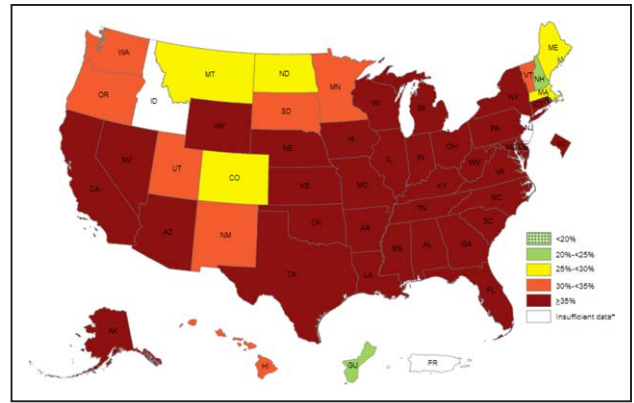 WA
MT
ND
MN
ME
VT
NH
MA
NY
OR
ID
SD
WI
MI
WY
IA
NE
PA
NJ
NV
UT
CO
IL
IN
OH
WV
VA
CA
KS
MO
KY
NC
TN
AZ
NM
OK
AR
SC
MS
AL
GA
TX
LA
FL
AK
HI
GU
PR
<20%
20%-<25%
25%-<30%
30%-<35%
≥35%
Insufficient data*